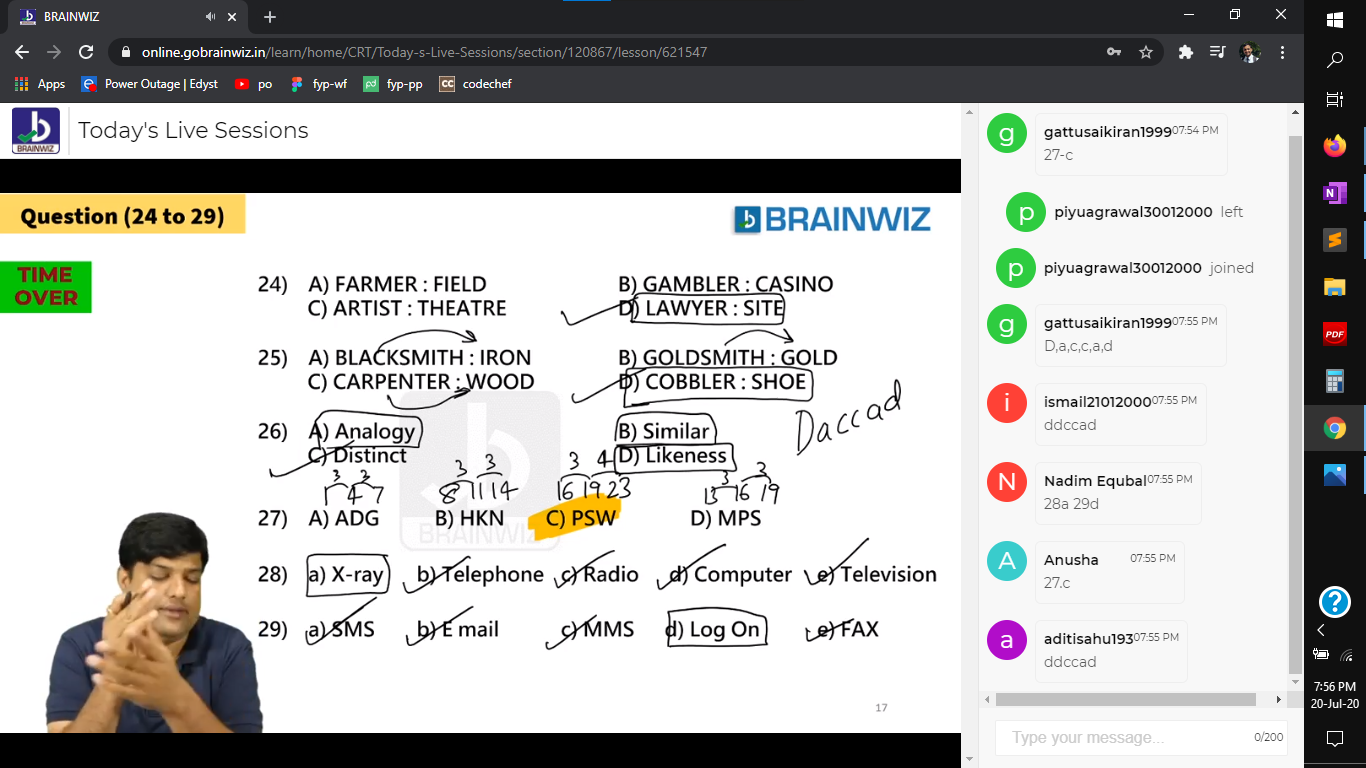 BRAINWIZ
online.gobrainwiz.in/learn/home/CRT/Today-s-Live-Sessions/section/120867/lesson/621547
Apps Power Outage | Edyst po fyp-wf fyp-pp codechef
BRAINWIZ
Today's Live Sessions
Question (24 to 29)
BRAINWIZ
TIME
OVER
24) A) FARMER : FIELD B) GAMBLER : CASINO
C) ARTIST : THEATRE D) LAWYER : SITE
25) A) BLACKSMITH : IRON B) GOLDSMITH : GOLD
C) CARPENTER : WOOD D) COBBLER : SHOE
Daccad
26) A) Analogy B) Similar
C) Distinct D) Likeness
3 3 3 3 3 4 3 3
1 4 7 8 11 14 16 19 23 13 16 19
27) A) ADG B) HKN C) PSW D) MPS
BRAINWIZ
28) a) X-ray b) Telephone c) Radio d) Computer e) Television
29) a) SMS b) E mail c) MMS d) Log On e) FAX
17
g gattusaikiran1999 07:54 PM
27-c
p piyuagrawal30012000 left
p piyuagrawal30012000 joined
g gattusaikiran1999 07:55 PM
D,a,c,c,a,d
i ismail21012000 07:55 PM
ddccad
N Nadim Equbal 07:55 PM
28a 29d
A Anusha 07:55 PM
27.c
a aditisahu193 07:55 PM
ddccad
Type your message... 0/200
N
PDF
?
7:56 PM
20-Jul-20